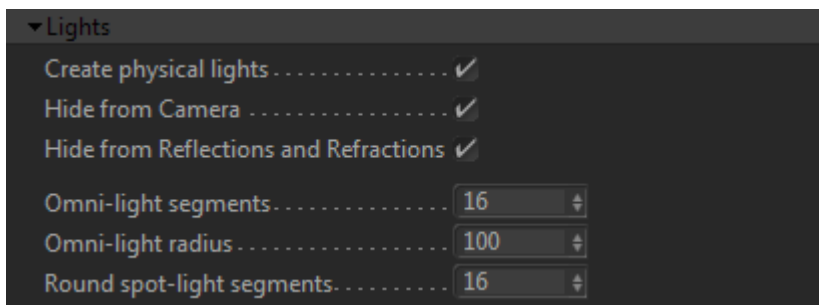 Lights
Create physical lights
Hide from Camera
Hide from Reflections and Refractions
Omni-light segments 16
Omni-light radius 100
Round spot-light segments 16